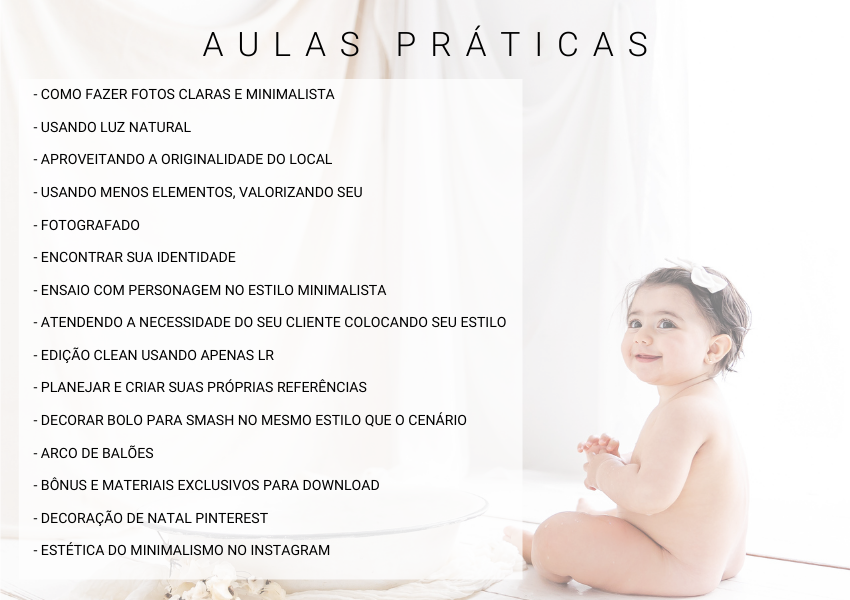 AULAS PRÁTICAS
- COMO FAZER FOTOS CLARAS E MINIMALISTA
- USANDO LUZ NATURAL
- APROVEITANDO A ORIGINALIDADE DO LOCAL
- USANDO MENOS ELEMENTOS, VALORIZANDO SEU
- FOTOGRAFADO
- ENCONTRAR SUA IDENTIDADE
- ENSAIO COM PERSONAGEM NO ESTILO MINIMALISTA
- ATENDENDO A NECESSIDADE DO SEU CLIENTE COLOCANDO SEU ESTILO
- EDIÇÃO CLEAN USANDO APENAS LR
- PLANEJAR E CRIAR SUAS PRÓPRIAS REFERÊNCIAS
- DECORAR BOLO PARA SMASH NO MESMO ESTILO QUE O CENÁRIO
- ARCO DE BALÕES
- BÔNUS E MATERIAIS EXCLUSIVOS PARA DOWNLOAD
- DECORAÇÃO DE NATAL PINTEREST
- ESTÉTICA DO MINIMALISMO NO INSTAGRAM